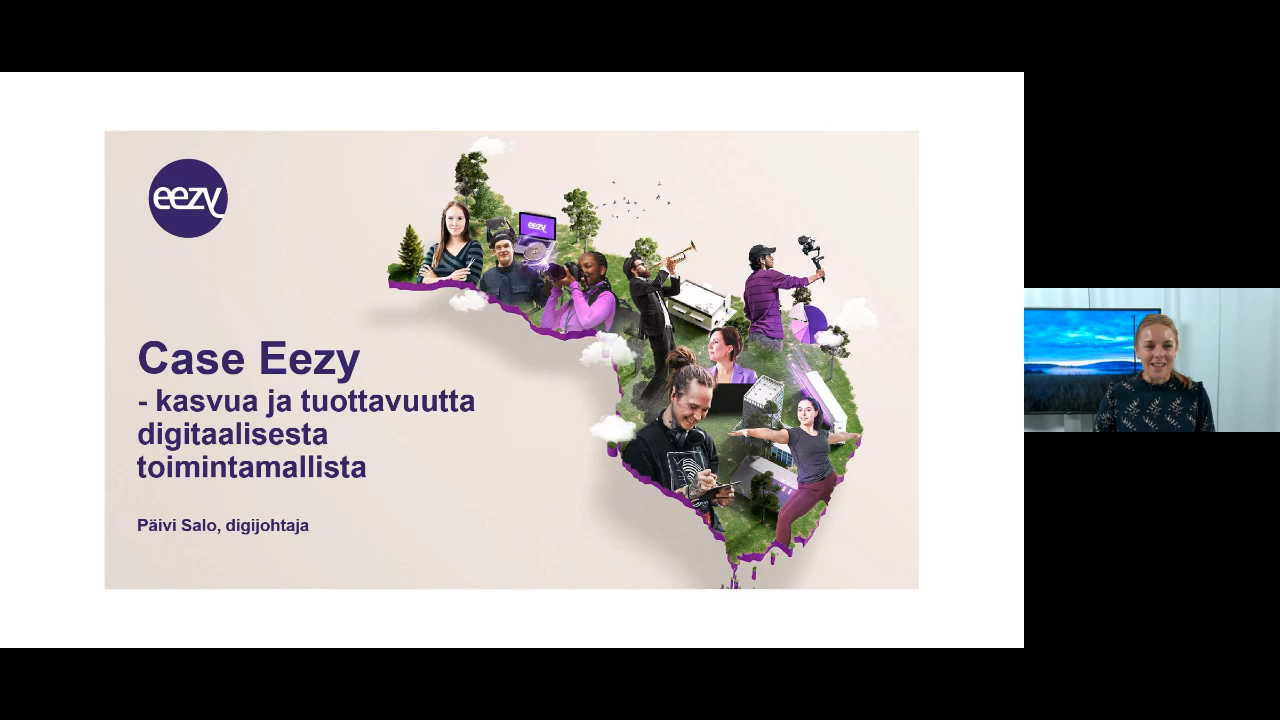 eezy
eezy
Case Eezy
- kasvua ja tuottavuutta
digitaalisesta
toimintamallista
Päivi Salo, digijohtaja